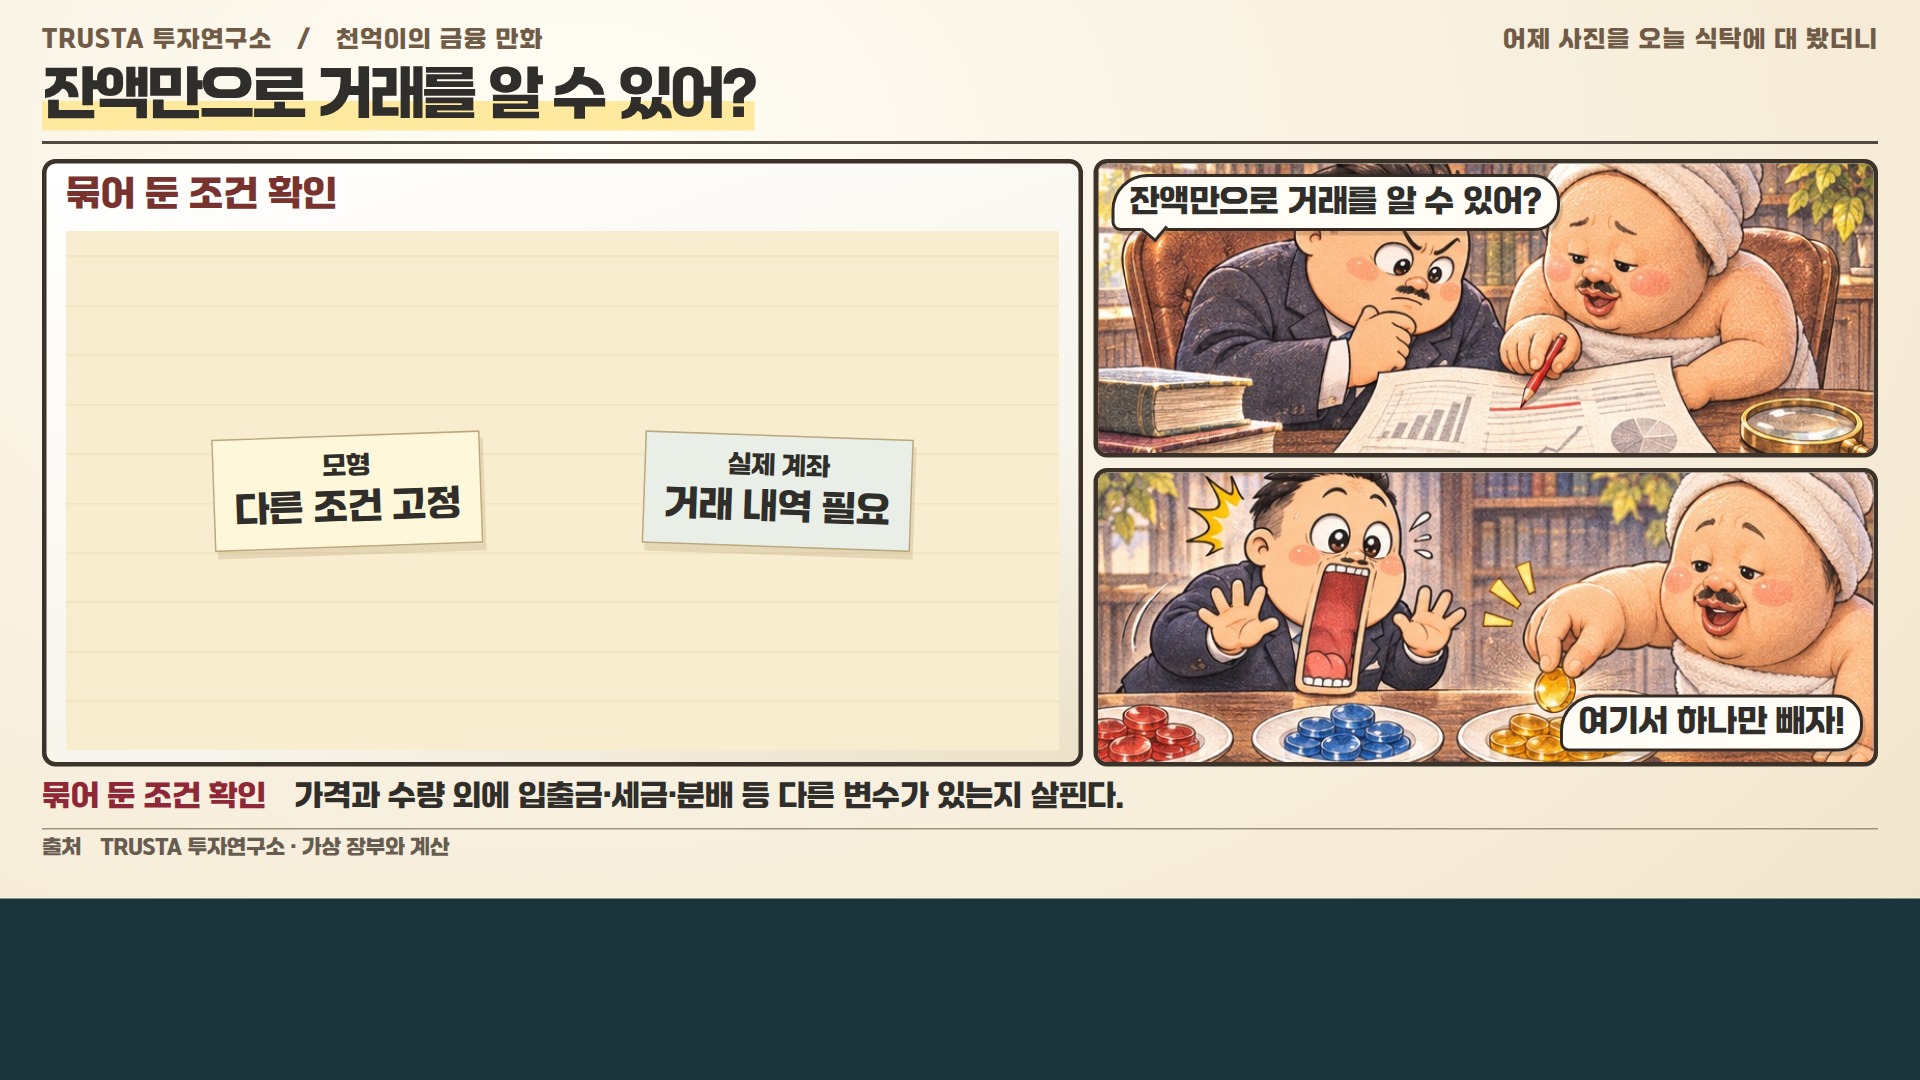 TRUSTA 투자연구소 / 천억이의 금융 만화
어제 사진을 오늘 식탁에 대 봤더니
잔액만으로 거래를 알 수 있어?
묶어 둔 조건 확인
모형
다른 조건 고정
실제 계좌
거래 내역 필요
잔액만으로 거래를 알 수 있어?
여기서 하나만 빼자!
묶어 둔 조건 확인 가격과 수량 외에 입출금·세금·분배 등 다른 변수가 있는지 살핀다.
출처 TRUSTA 투자연구소 · 가상 장부와 계산